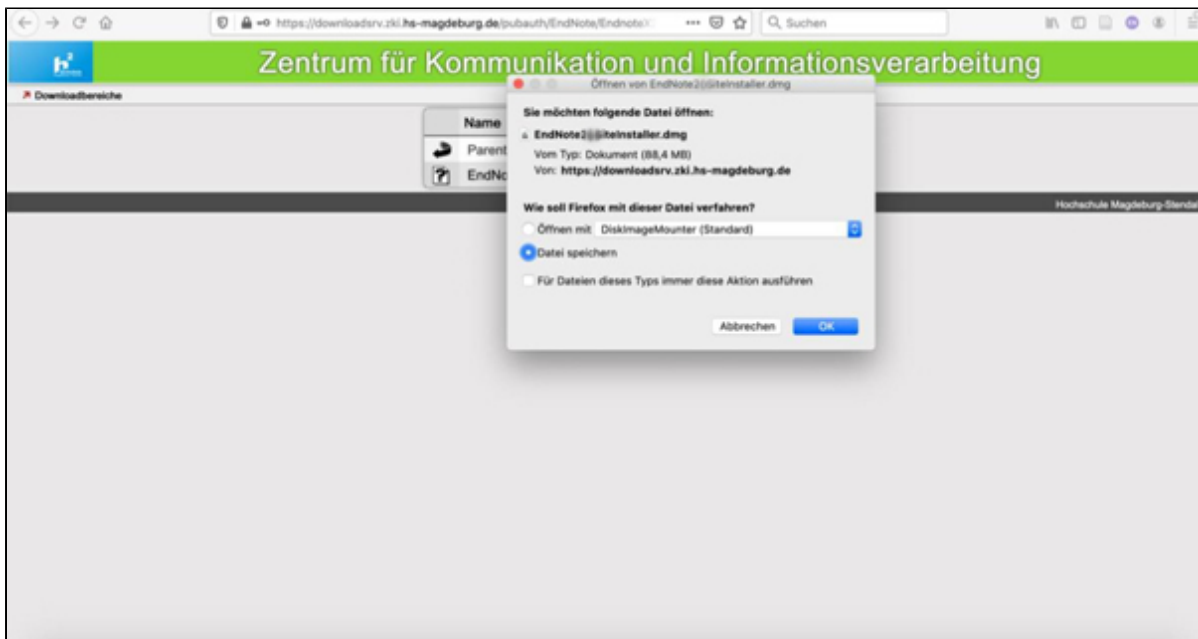 https://downloadsrv.zki.hs-magdeburg.de/pubauth/EndNote/Endnote
Suchen
h²
Zentrum für Kommunikation und Informationsverarbeitung
Downloadbereiche
Name
Parent
EndNo
Öffnen von
Sie möchten folgende Datei öffnen:
Vom Typ: Dokument (88,4 MB)
Von: https://downloadsrv.zki.hs-magdeburg.de
Wie soll Firefox mit dieser Datei verfahren?
Öffnen mit DiskImageMounter (Standard)
Datei speichern
Für Dateien dieses Typs immer diese Aktion ausführen
Abbrechen OK
Hochschule Magdeburg-Stendal